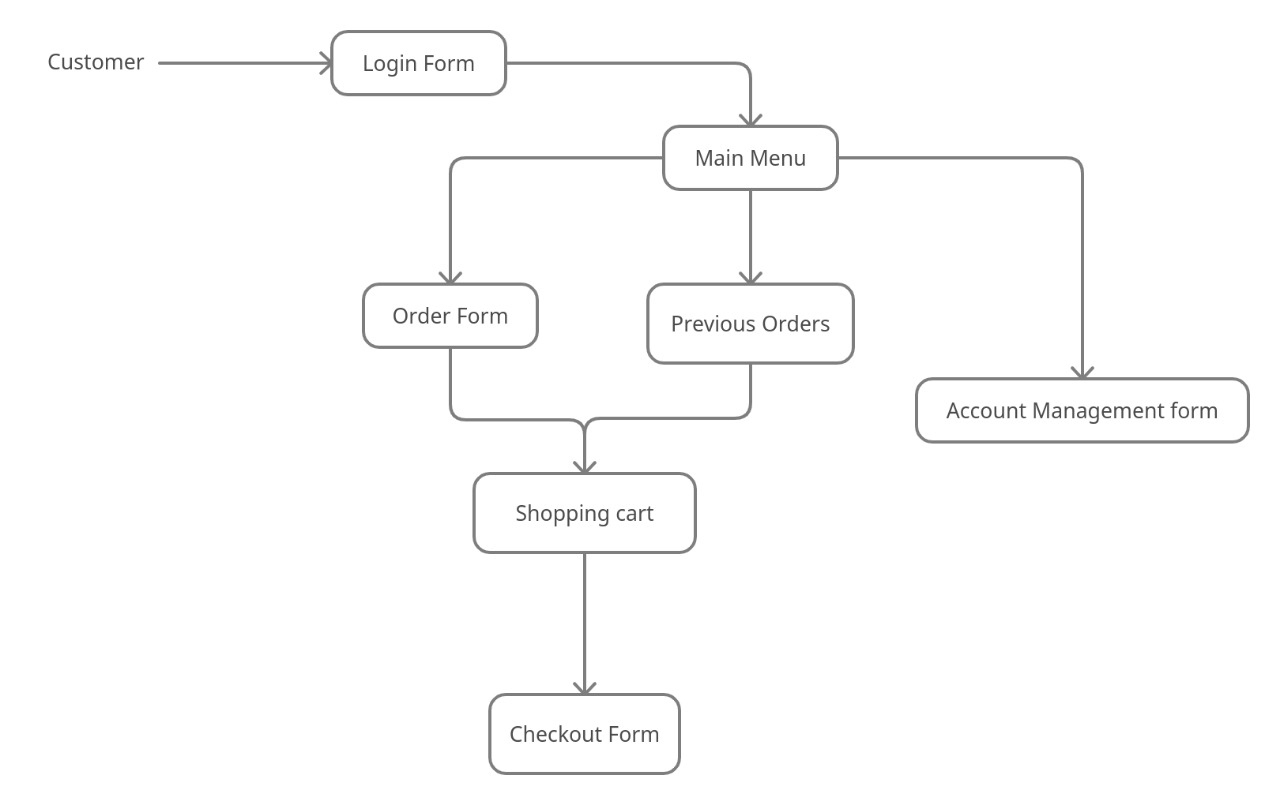 Customer
Login Form
Main Menu
Order Form
Previous Orders
Account Management form
Shopping cart
Checkout Form